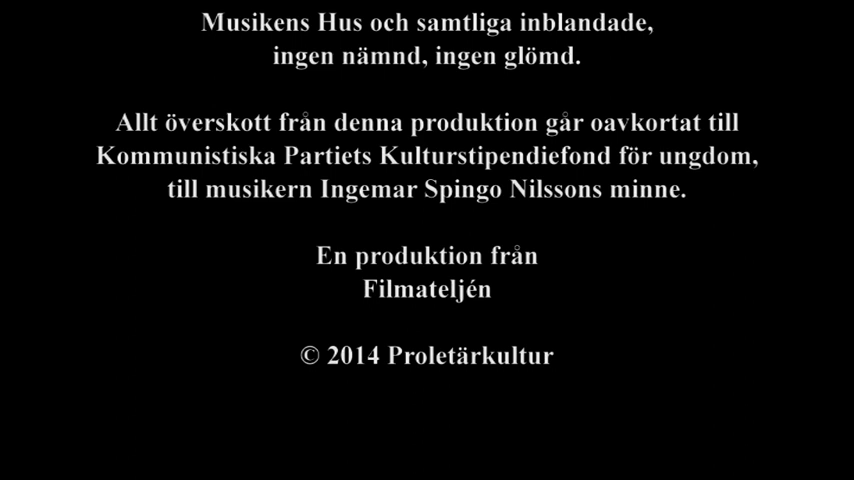 Musikens Hus och samtliga inblandade,
ingen nämnd, ingen glömd.
Allt överskott från denna produktion går oavkortat till
Kommunistiska Partiets Kulturstipendiefond för ungdom,
till musikern Ingemar Spingo Nilssons minne.
En produktion från
Filmateljén
© 2014 Proletärkultur